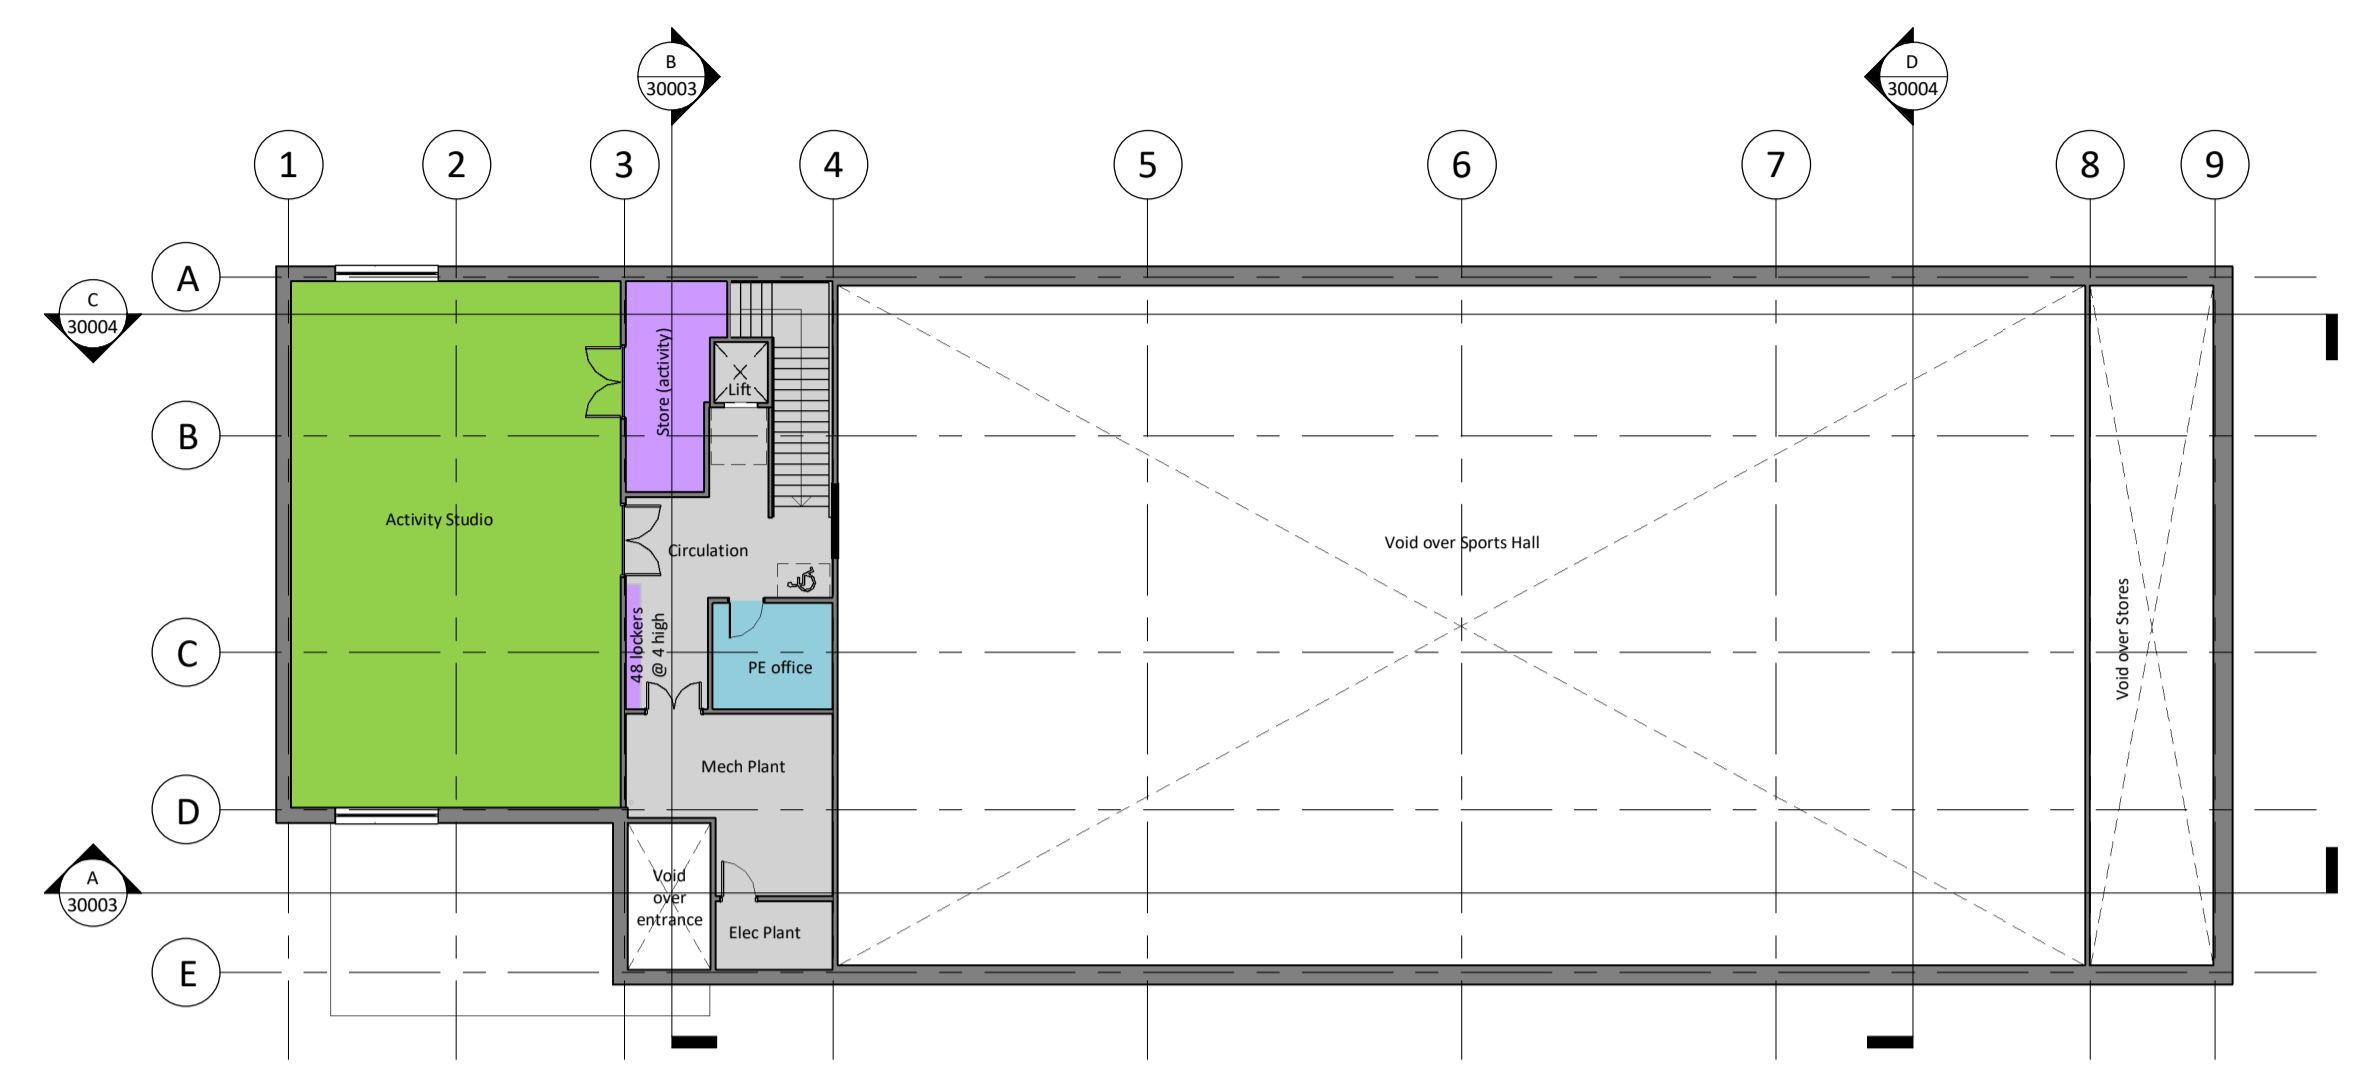 B
30003
D
30004
1
2
3
4
5
6
7
8
9
A
C
30004
B
C
D
A
30003
E
Activity Studio
Store (activity)
Lift
Circulation
48 lockers
@ 4 high
PE office
Mech Plant
Void
over
entrance
Elec Plant
Void over Sports Hall
Void over Stores